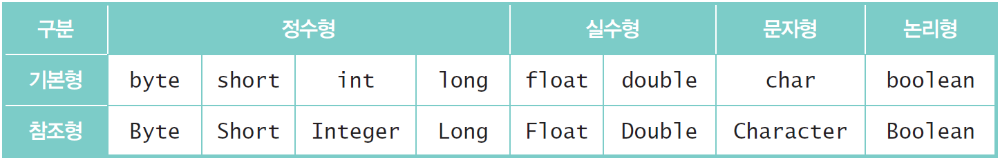 구분 정수형 실수형 문자형 논리형
기본형 byte short int long float double char boolean
참조형 Byte Short Integer Long Float Double Character Boolean